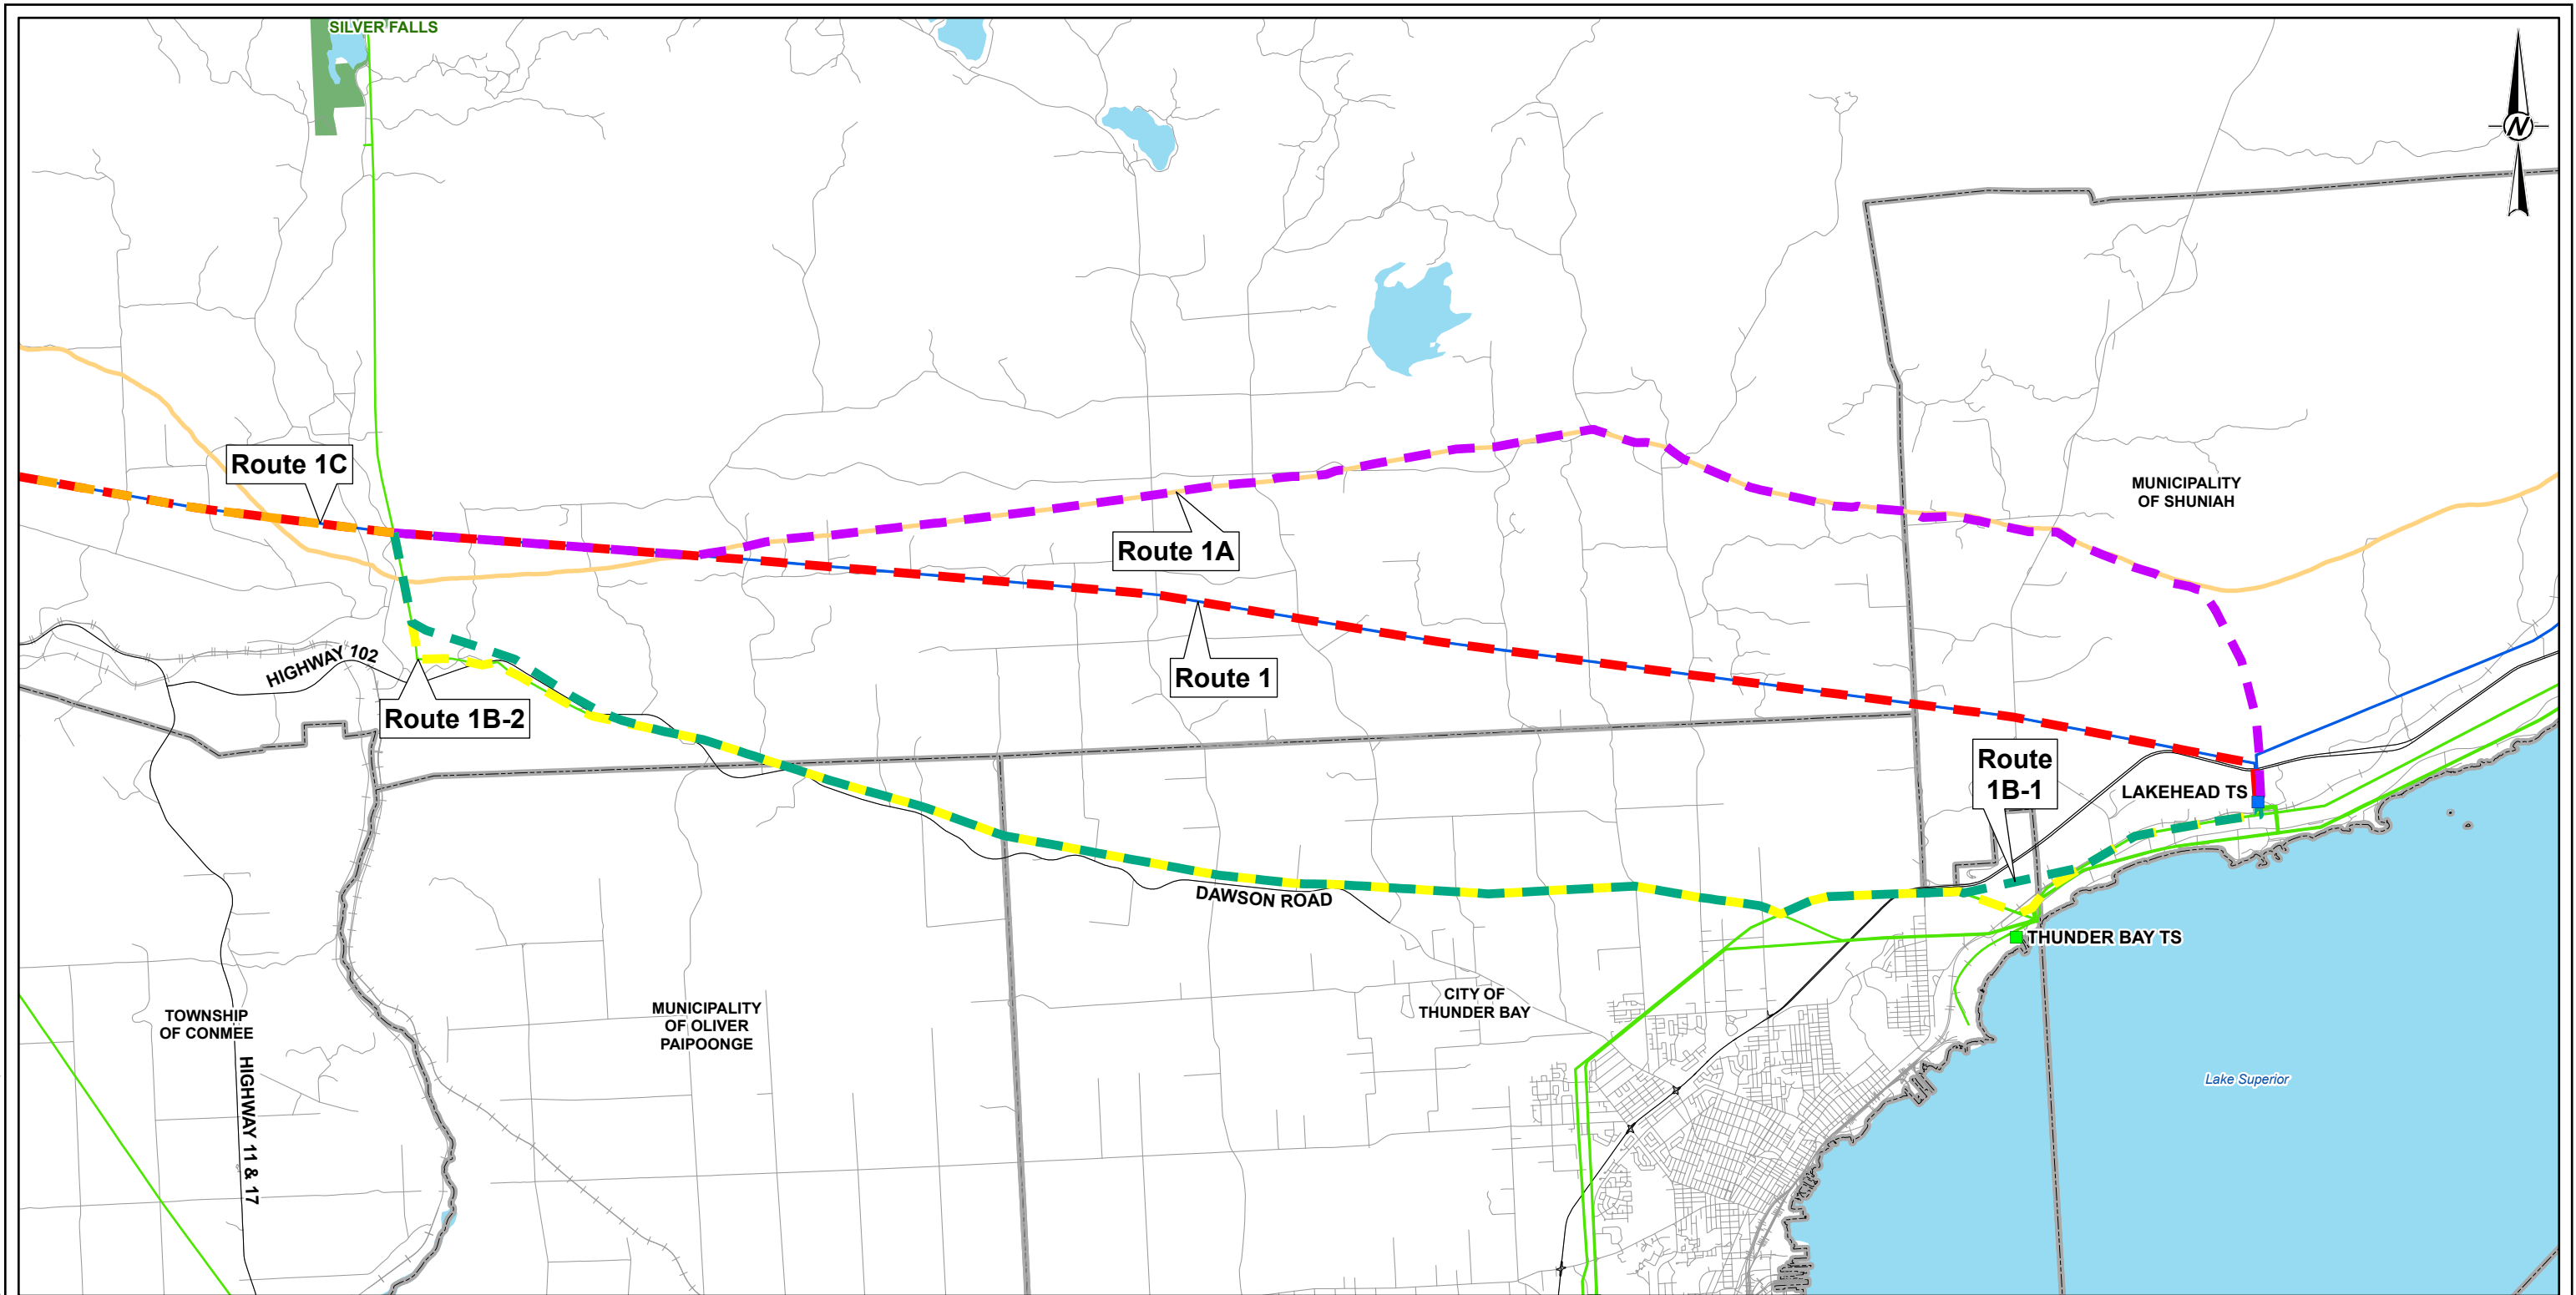 SILVER FALLS
N
Route 1C
MUNICIPALITY
OF SHUNIAH
Route 1A
HIGHWAY 102
Route 1
Route 1B-2
Route
1B-1
LAKEHEAD TS
DAWSON ROAD
THUNDER BAY TS
TOWNSHIP
OF CONMEE
MUNICIPALITY
OF OLIVER
PAIPOONGE
CITY OF
THUNDER BAY
HIGHWAY 11 & 17
Lake Superior